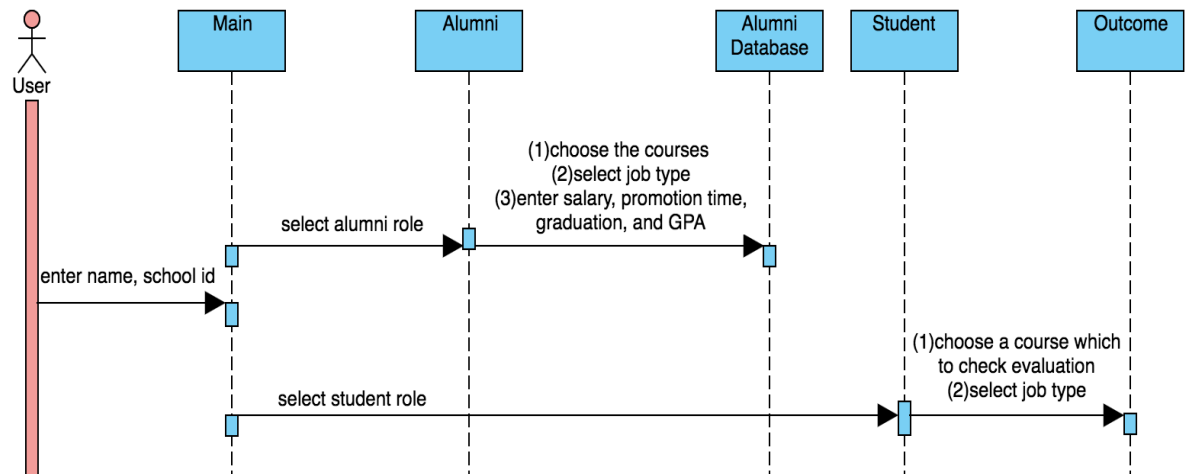 Main
Alumni
Alumni
Database
Student
Outcome
User
(1)choose the courses
(2)select job type
(3)enter salary, promotion time,
graduation, and GPA
select alumni role
enter name, school id
(1)choose a course which
to check evaluation
(2)select job type
select student role